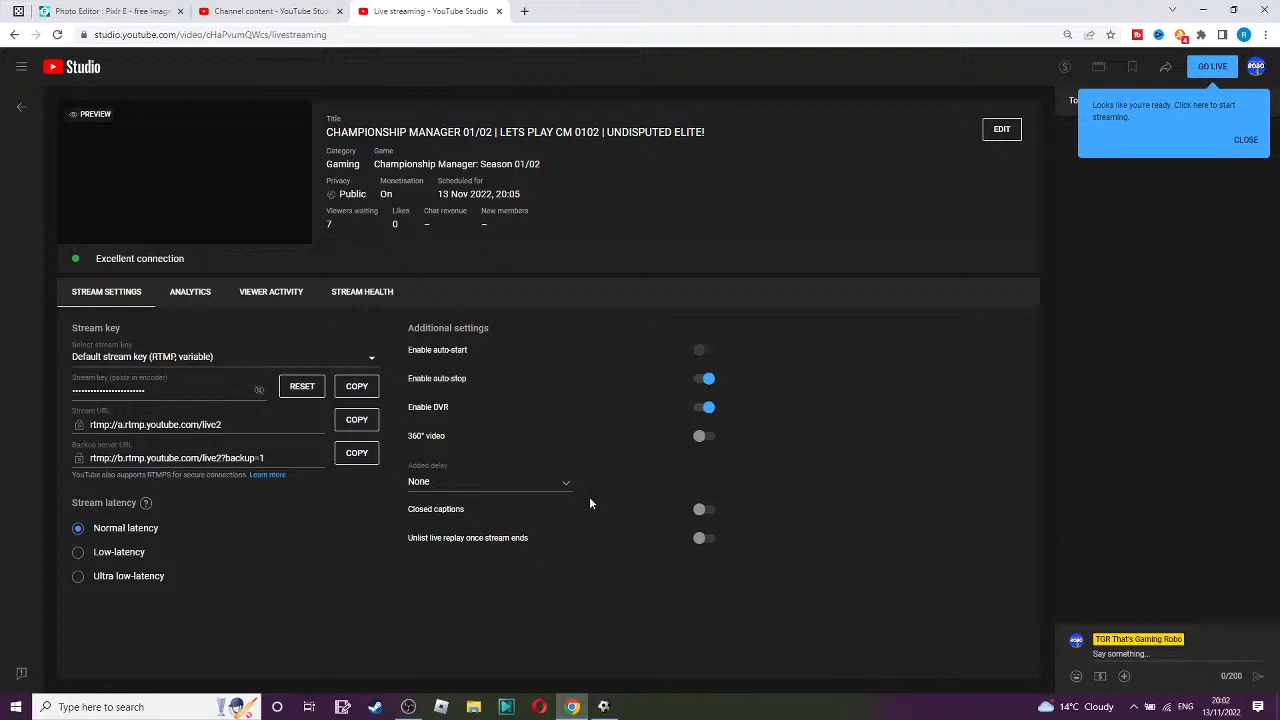 Photo Editor : Pixlr E - free imag
Channel content - YouTube Studi
Live streaming - YouTube Studio
studio.youtube.com/video/cHaPvumQWcs/livestreaming
4
R
Studio
GO LIVE
ROBO
PREVIEW
Title
CHAMPIONSHIP MANAGER 01/02 | LETS PLAY CM 0102 | UNDISPUTED ELITE!
EDIT
Category Game
Gaming Championship Manager: Season 01/02
Privacy Monetisation Scheduled for
Public On 13 Nov 2022, 20:05
Viewers waiting Likes Chat revenue New members
7 0 – –
To
Looks like you're ready. Click here to start
streaming.
CLOSE
Excellent connection
STREAM SETTINGS ANALYTICS VIEWER ACTIVITY STREAM HEALTH
Stream key
Select stream key
Default stream key (RTMP, variable)
Stream key (paste in encoder)
••••••••••••••••••••••••
RESET COPY
Stream URL
rtmp://a.rtmp.youtube.com/live2
COPY
Backup server URL
rtmp://b.rtmp.youtube.com/live2?backup=1
COPY
YouTube also supports RTMPS for secure connections. Learn more
Stream latency ?
Normal latency
Low-latency
Ultra low-latency
Additional settings
Enable auto-start
Enable auto-stop
Enable DVR
360° video
Added delay
None
Closed captions
Unlist live replay once stream ends
ROBO
TGR That's Gaming Robo
Say something...
0/200
Type here to search
14°C Cloudy
20:02
13/11/2022